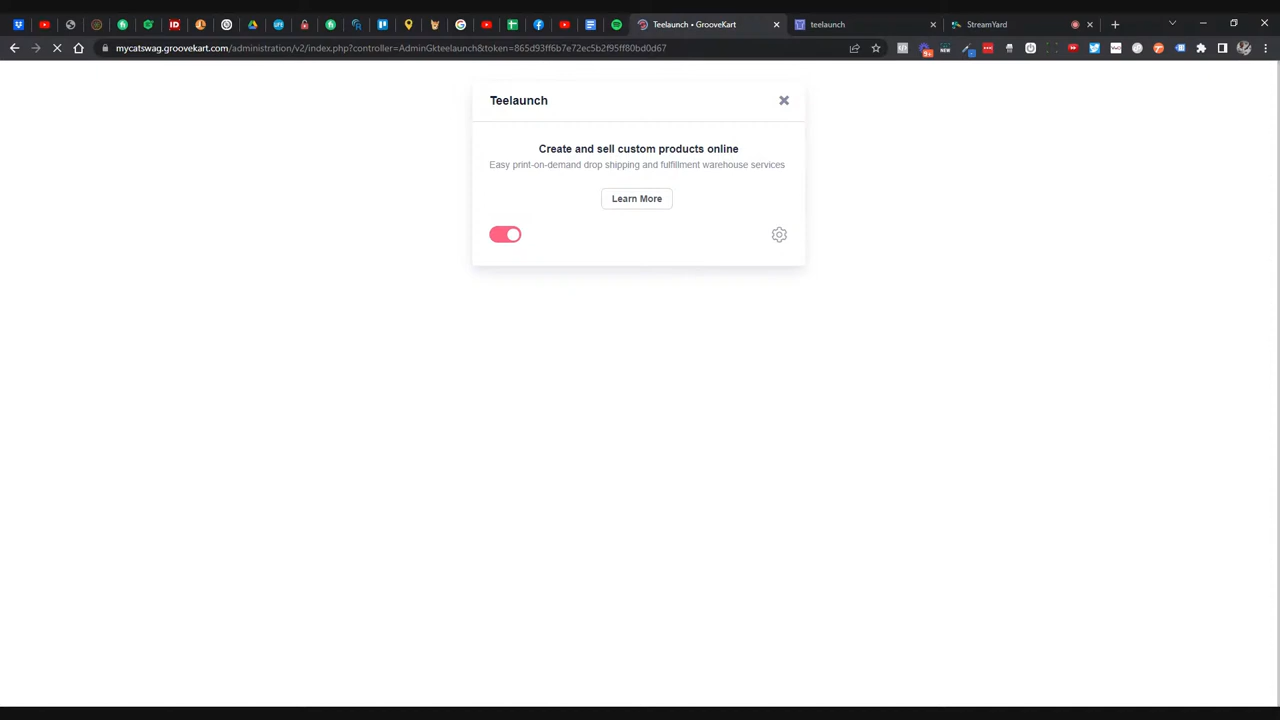 Teelaunch • GrooveKart
teelaunch
StreamYard
mycatswag.groovekart.com/administration/v2/index.php?controller=AdminGkteelaunch&token=865d93ff6b7e72ec5b2f95ff80bd0d67
Teelaunch
Create and sell custom products online
Easy print-on-demand drop shipping and fulfillment warehouse services
Learn More